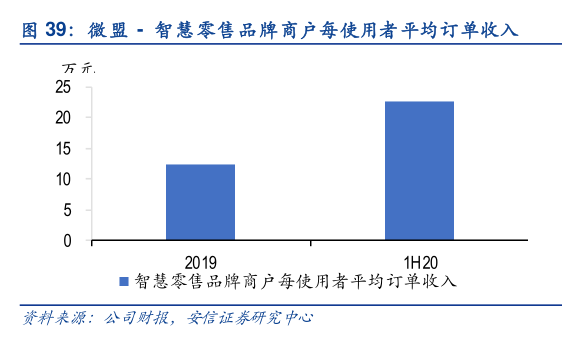 图 39：微盟 - 智慧零售品牌商户每使用者平均订单收入
万元
25
20
15
10
5
0
2019 1H20
智慧零售品牌商户每使用者平均订单收入
资料来源：公司财报，安信证券研究中心